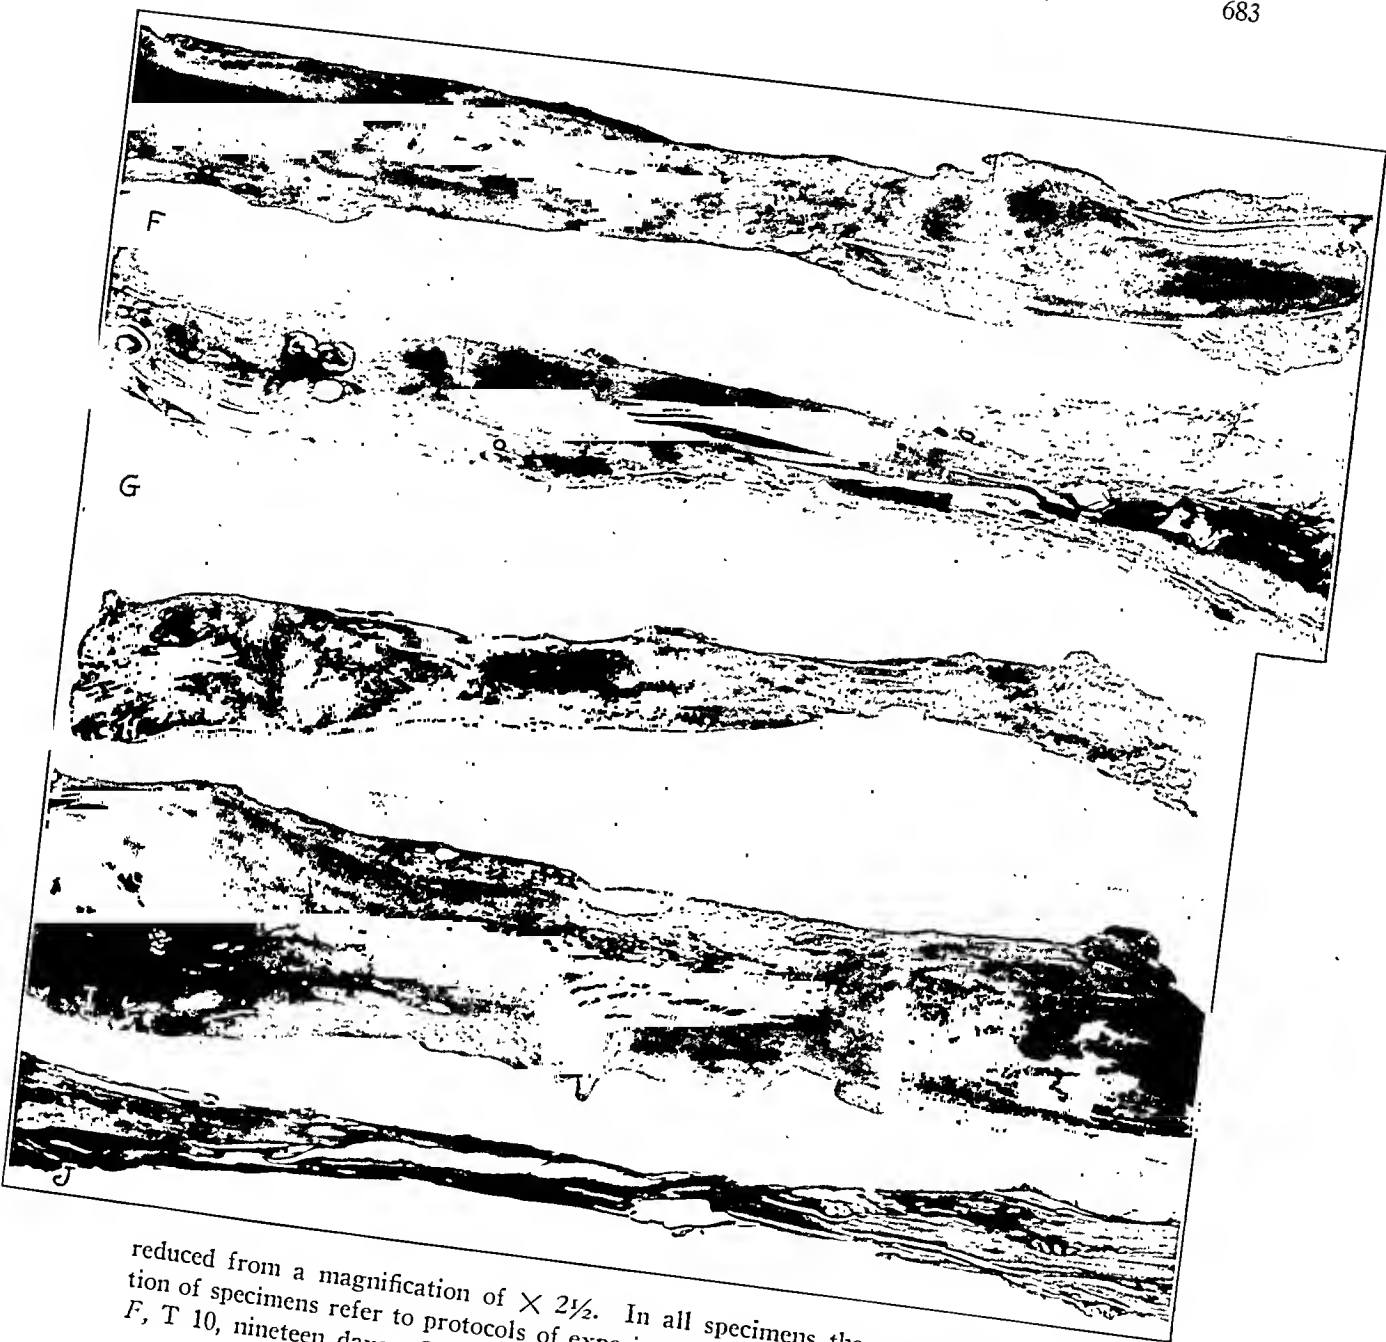 683
F
G
J
reduced from a magnification of × 2½. In all specimens
tion of specimens refer to protocols of
F, T 10, nineteen